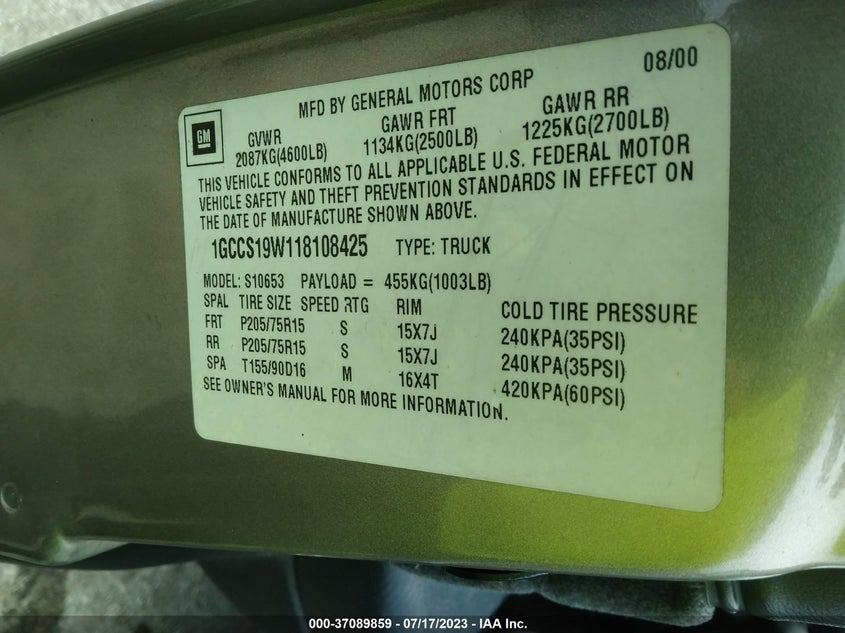 08/00
MFD BY GENERAL MOTORS CORP
GM
GVWR GAWR FRT GAWR RR
2087KG(4600LB) 1134KG(2500LB) 1225KG(2700LB)
THIS VEHICLE CONFORMS TO ALL APPLICABLE U.S. FEDERAL MOTOR
VEHICLE SAFETY AND THEFT PREVENTION STANDARDS IN EFFECT ON
THE DATE OF MANUFACTURE SHOWN ABOVE.
1GCCS19W118108425 TYPE: TRUCK
MODEL: S10653 PAYLOAD = 455KG(1003LB)
SPAL TIRE SIZE SPEED RTG RIM COLD TIRE PRESSURE
FRT P205/75R15 S 15X7J 240KPA(35PSI)
RR P205/75R15 S 15X7J 240KPA(35PSI)
SPA T155/90D16 M 16X4T 420KPA(60PSI)
SEE OWNER'S MANUAL FOR MORE INFORMATION.
000-37089859 - 07/17/2023 - IAA Inc.